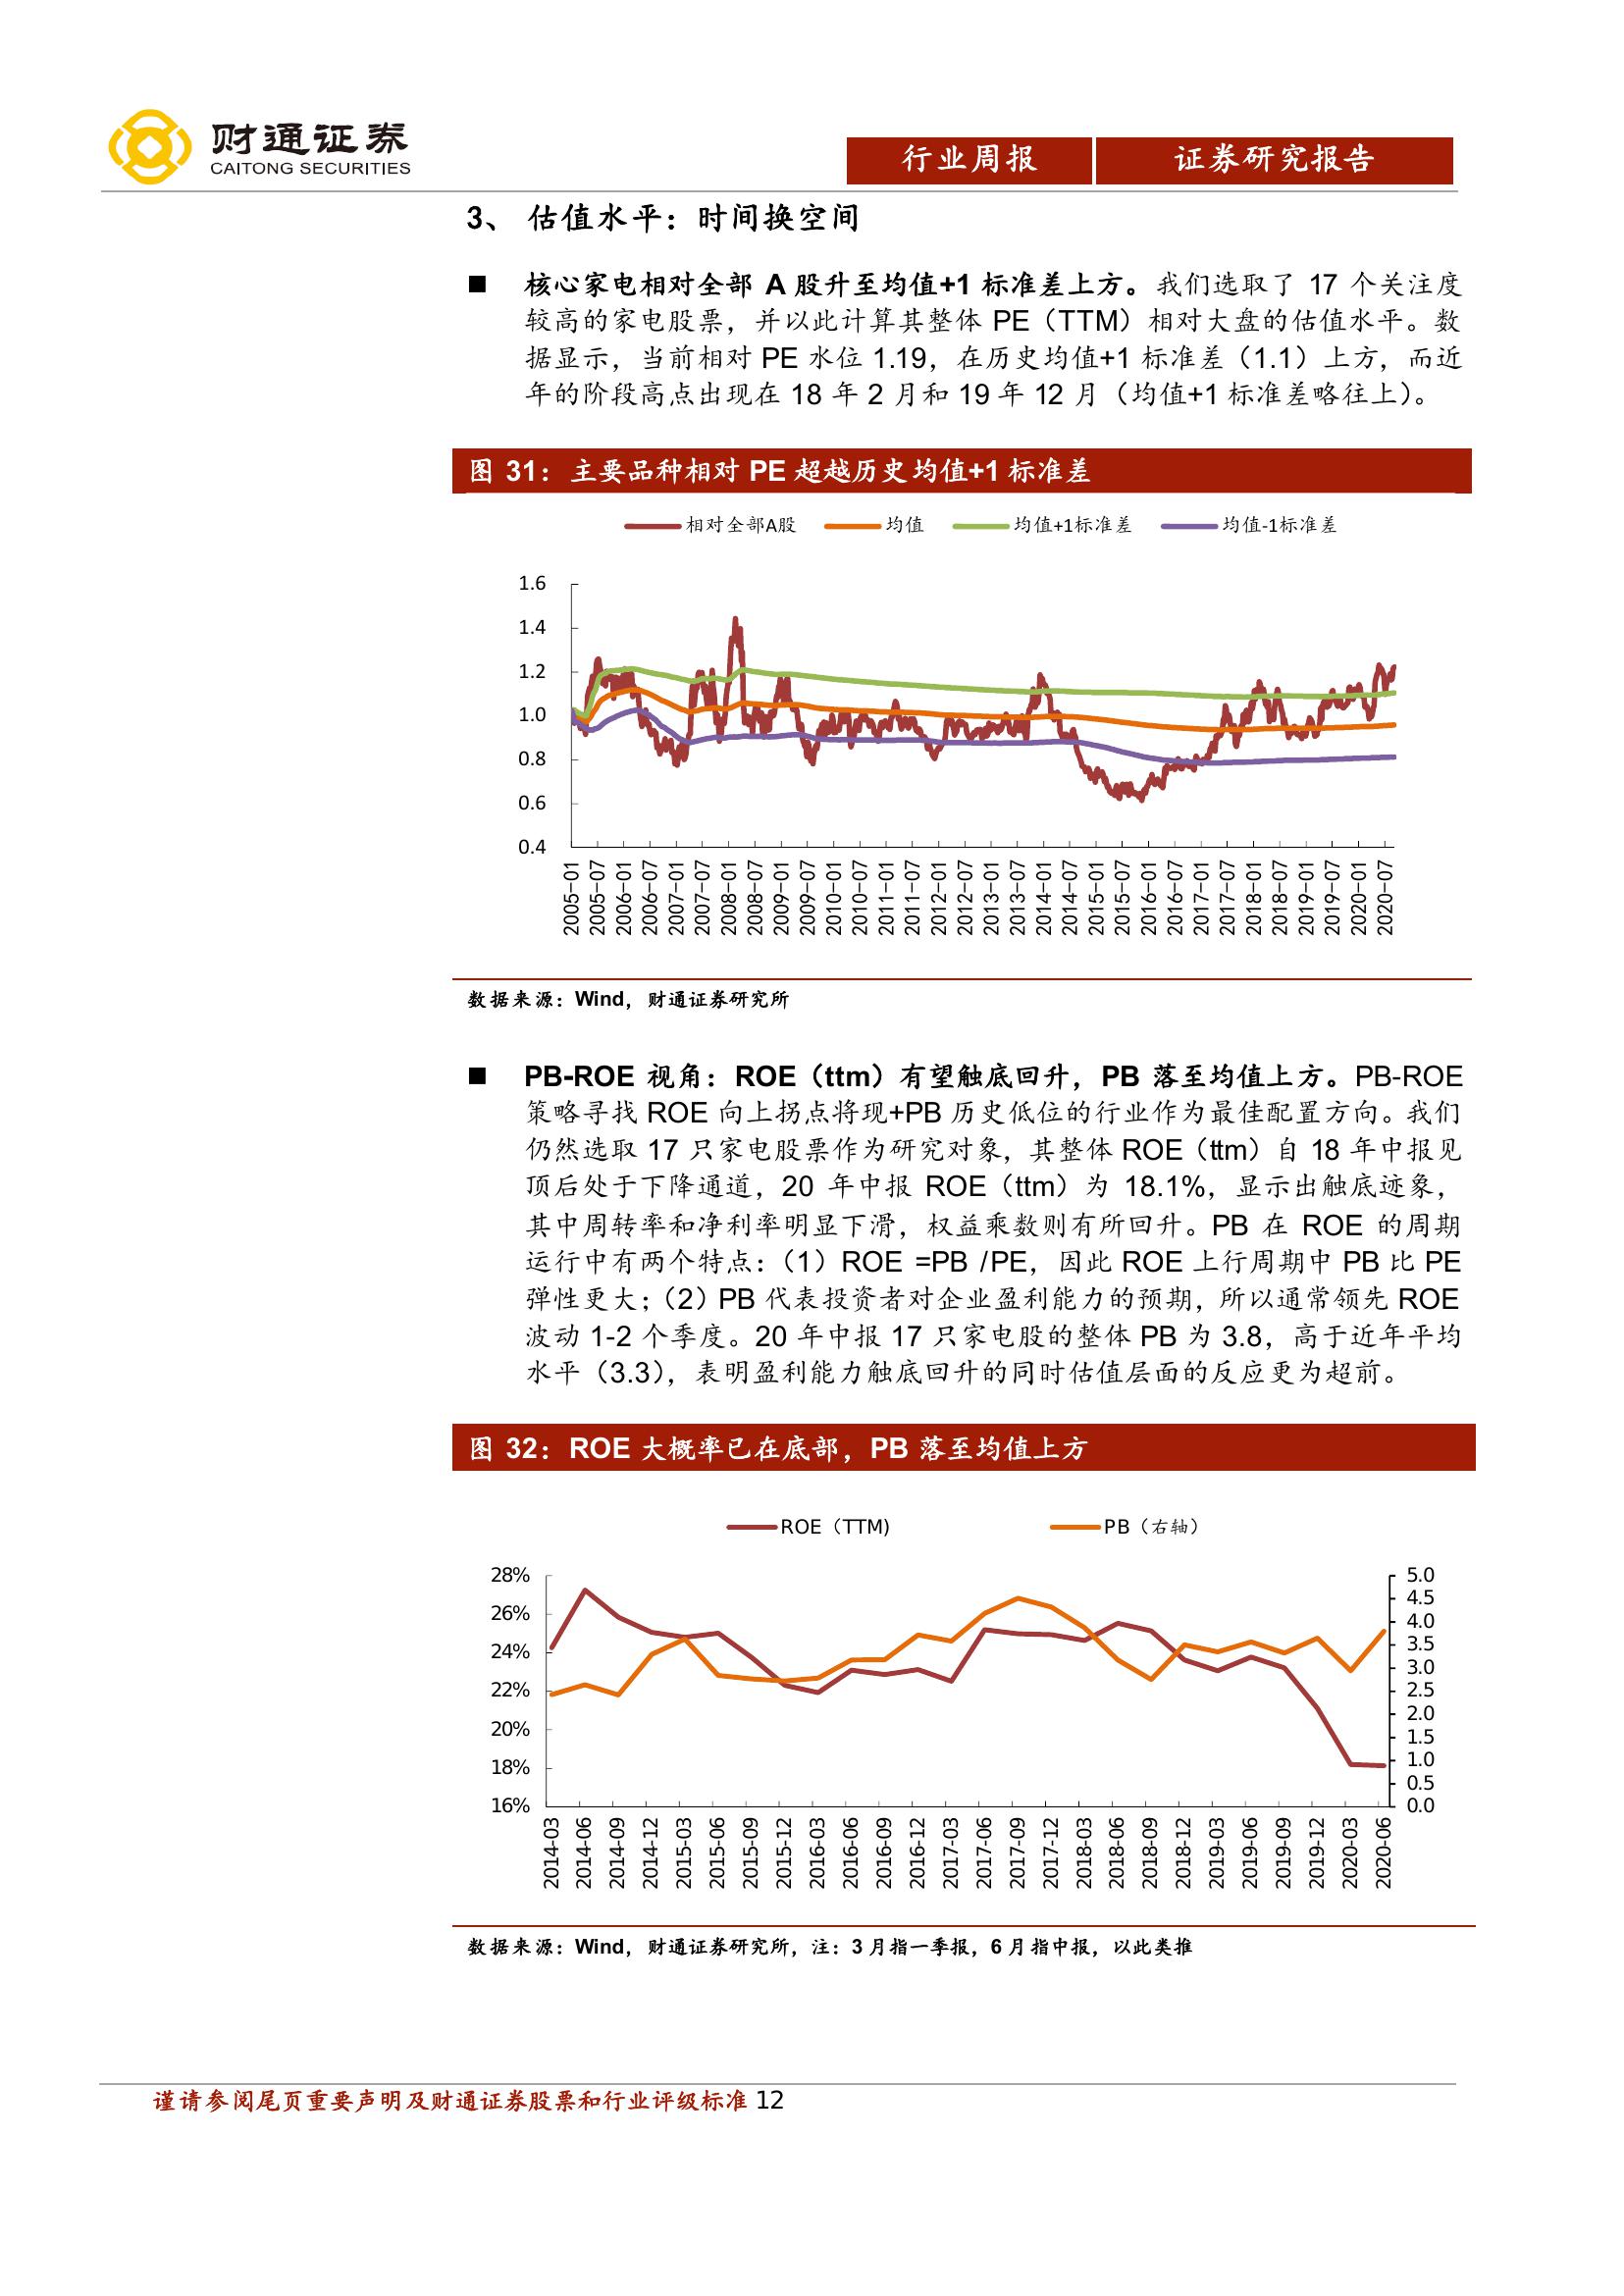 财通证券
CAITONG SECURITIES
行业周报 证券研究报告
3、 估值水平：时间换空间
■ 核心家电相对全部 A 股升至均值+1 标准差上方。我们选取了 17 个关注度
较高的家电股票，并以此计算其整体 PE（TTM）相对大盘的估值水平。数
据显示，当前相对 PE 水位 1.19，在历史均值+1 标准差（1.1）上方，而近
年的阶段高点出现在 18 年 2 月和 19 年 12 月（均值+1 标准差略往上）。
图 31：主要品种相对 PE 超越历史均值+1 标准差
相对全部A股 均值 均值+1标准差 均值-1标准差
1.6
1.4
1.2
1.0
0.8
0.6
0.4
2005-01 2005-07 2006-01 2006-07 2007-01 2007-07 2008-01 2008-07 2009-01 2009-07 2010-01 2010-07 2011-01 2011-07 2012-01 2012-07 2013-01 2013-07 2014-01 2014-07 2015-01 2015-07 2016-01 2016-07 2017-01 2017-07 2018-01 2018-07 2019-01 2019-07 2020-01 2020-07
数据来源：Wind，财通证券研究所
■ PB-ROE 视角：ROE（ttm）有望触底回升，PB 落至均值上方。PB-ROE
策略寻找 ROE 向上拐点将现+PB 历史低位的行业作为最佳配置方向。我们
仍然选取 17 只家电股票作为研究对象，其整体 ROE（ttm）自 18 年中报见
顶后处于下降通道，20 年中报 ROE（ttm）为 18.1%，显示出触底迹象，
其中周转率和净利率明显下滑，权益乘数则有所回升。PB 在 ROE 的周期
运行中有两个特点：（1）ROE =PB /PE，因此 ROE 上行周期中 PB 比 PE
弹性更大；（2）PB 代表投资者对企业盈利能力的预期，所以通常领先 ROE
波动 1-2 个季度。20 年中报 17 只家电股的整体 PB 为 3.8，高于近年平均
水平（3.3），表明盈利能力触底回升的同时估值层面的反应更为超前。
图 32：ROE 大概率已在底部，PB 落至均值上方
ROE（TTM) PB（右轴）
28% 5.0
26% 4.5
24% 4.0
22% 3.5
20% 3.0
18% 2.5
16% 2.0
1.5
1.0
0.5
0.0
2014-03 2014-06 2014-09 2014-12 2015-03 2015-06 2015-09 2015-12 2016-03 2016-06 2016-09 2016-12 2017-03 2017-06 2017-09 2017-12 2018-03 2018-06 2018-09 2018-12 2019-03 2019-06 2019-09 2019-12 2020-03 2020-06
数据来源：Wind，财通证券研究所，注：3 月指一季报，6 月指中报，以此类推
谨请参阅尾页重要声明及财通证券股票和行业评级标准 12